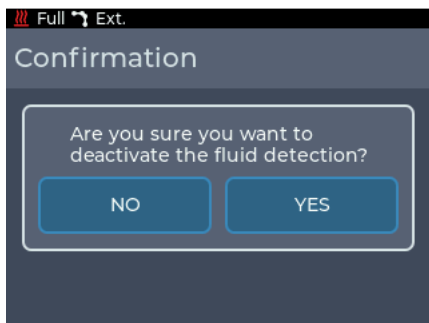 Full Ext.
Confirmation
Are you sure you want to
deactivate the fluid detection?
NO YES